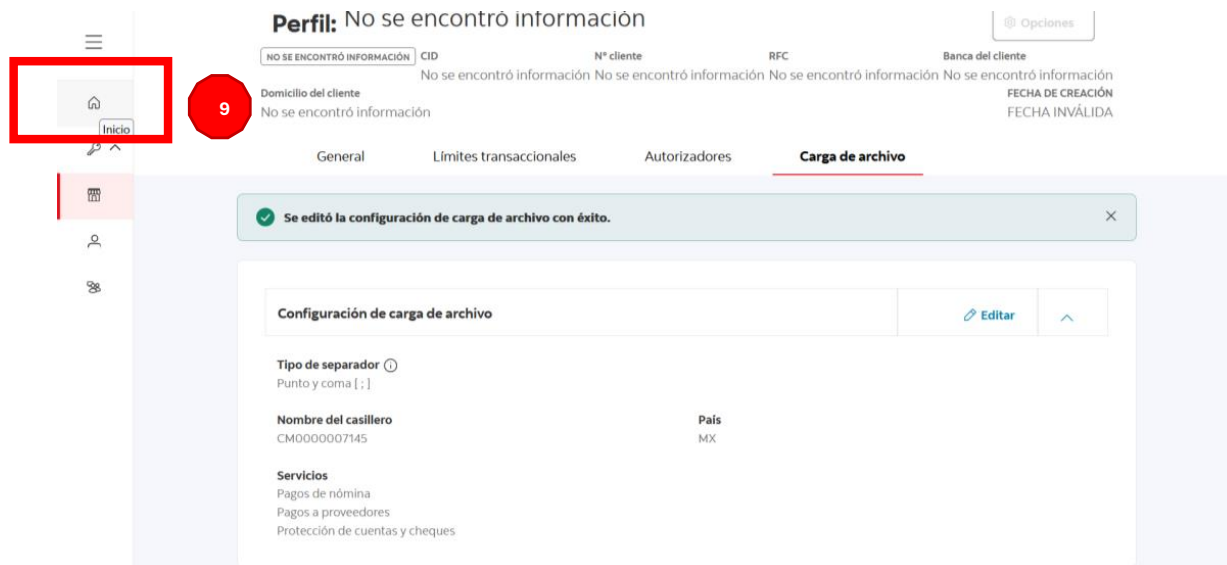 Perfil: No se encontró información
Opciones
NO SE ENCONTRÓ INFORMACIÓN CID N° cliente RFC Banca del cliente
No se encontró información No se encontró información No se encontró información No se encontró información
Domicilio del cliente FECHA DE CREACIÓN
No se encontró información FECHA INVÁLIDA
9
Inicio
General Límites transaccionales Autorizadores Carga de archivo
Se editó la configuración de carga de archivo con éxito.
Configuración de carga de archivo Editar
Tipo de separador
Punto y coma [ ; ]
Nombre del casillero País
CM0000007145 MX
Servicios
Pagos de nómina
Pagos a proveedores
Protección de cuentas y cheques